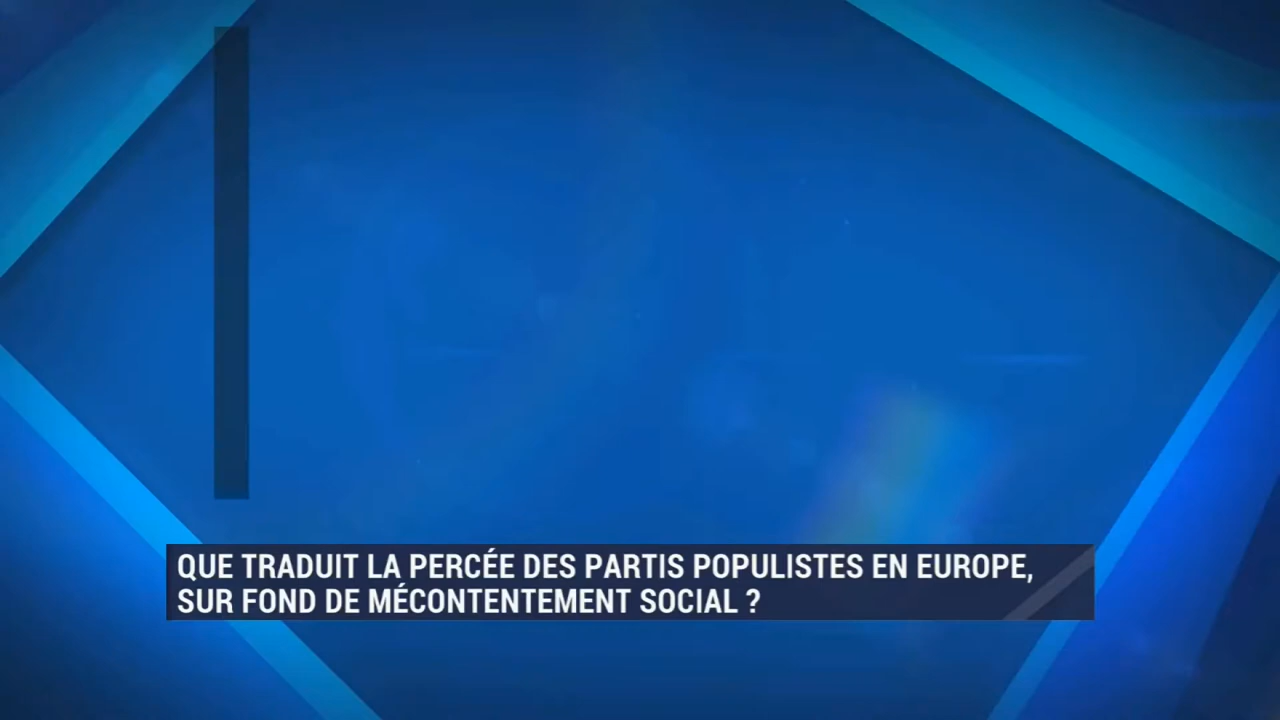 QUE TRADUIT LA PERCÉE DES PARTIS POPULISTES EN EUROPE,
SUR FOND DE MÉCONTENTEMENT SOCIAL ?